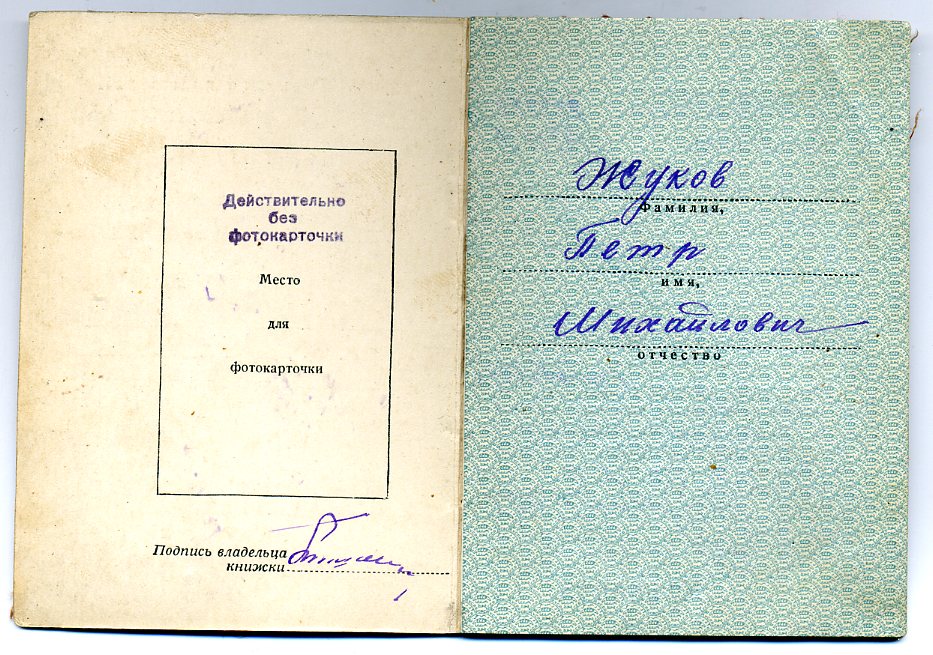 Действительно
без
фотокарточки
Место
для
фотокарточки
Подпись владельца
книжки
Жуков
Фамилия,
Петр
имя,
Михайлович
отчество